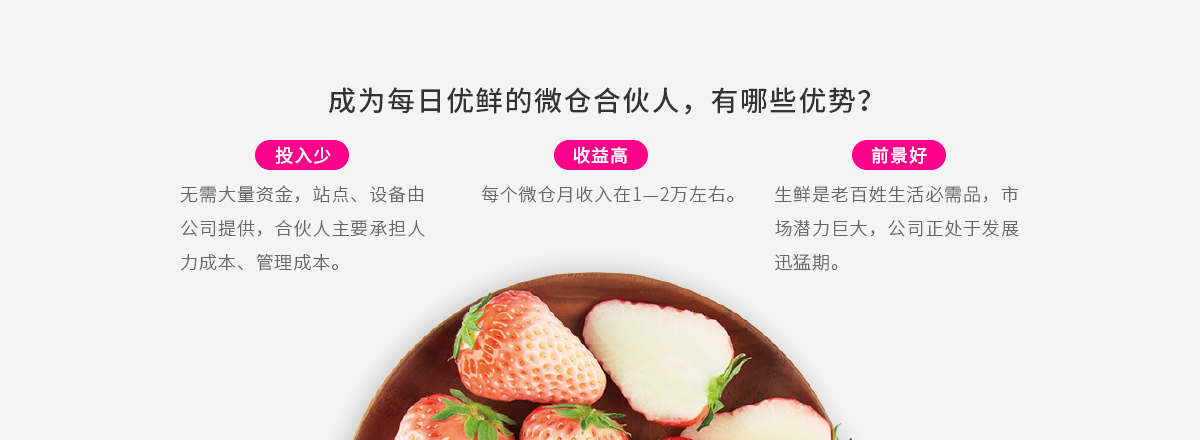 成为每日优鲜的微仓合伙人，有哪些优势？
投入少
无需大量资金，站点、设备由
公司提供，合伙人主要承担人
力成本、管理成本。
收益高
每个微仓月收入在1—2万左右。
前景好
生鲜是老百姓生活必需品，市
场潜力巨大，公司正处于发展
迅猛期。